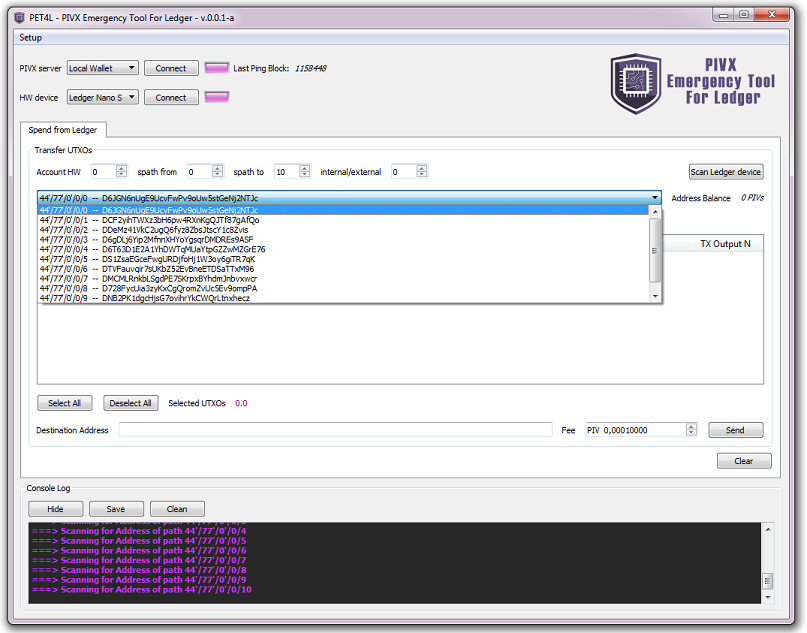 PET4L - PIVX Emergency Tool For Ledger - v.0.0.1-a
Setup
PIVX server Local Wallet Connect Last Ping Block: 1158448
HW device Ledger Nano S Connect
PIVX
Emergency Tool
For Ledger
Spend from Ledger
Transfer UTXOs
Account HW 0 spath from 0 spath to 10 internal/external 0 Scan Ledger device
44'/77'/0'/0/0 -- D6JGN6nUgE9UcvFwPv9oUw5stGeNj2NTJc Address Balance 0 PIVs
44'/77'/0'/0/0 -- D6JGN6nUgE9UcvFwPv9oUw5stGeNj2NTJc
44'/77'/0'/0/1 -- DCF2yihTWXz3bH6pw4RXnKgQJTf87gAfQo
44'/77'/0'/0/2 -- DDeMz41VkC2ugQ6fyz8ZbsJtscY1c8Zvis
44'/77'/0'/0/3 -- D6gDLj6Yip2MfnnXHYoYgsqrDMDREs9ASF
TX Output N
44'/77'/0'/0/4 -- D6T63D1E2A1YhDWTqMUaYtpGZZwMZGrE76
44'/77'/0'/0/5 -- DS1ZsaEGceFwgURDjfoHj1W3oy6giTR7qK
44'/77'/0'/0/6 -- DTVFauvqir7sUKbZ52EvBneETDSaTTxM96
44'/77'/0'/0/7 -- DMCMLRnkbLSgdPE7SKrpxBYhdmJnbvxwcr
44'/77'/0'/0/8 -- D728FycUia3zyKxCgQromZvUc5Ev9ompPA
44'/77'/0'/0/9 -- DNB2PK1dgcHjsG7ovihrYkCWQrLtnxhecz
Select All Deselect All Selected UTXOs 0.0
Destination Address Fee PIV 0,00010000 Send
Clear
Console Log
Hide Save Clean
===> Scanning for Address of path 44'/77'/0'/0/4
===> Scanning for Address of path 44'/77'/0'/0/5
===> Scanning for Address of path 44'/77'/0'/0/6
===> Scanning for Address of path 44'/77'/0'/0/7
===> Scanning for Address of path 44'/77'/0'/0/8
===> Scanning for Address of path 44'/77'/0'/0/9
===> Scanning for Address of path 44'/77'/0'/0/10